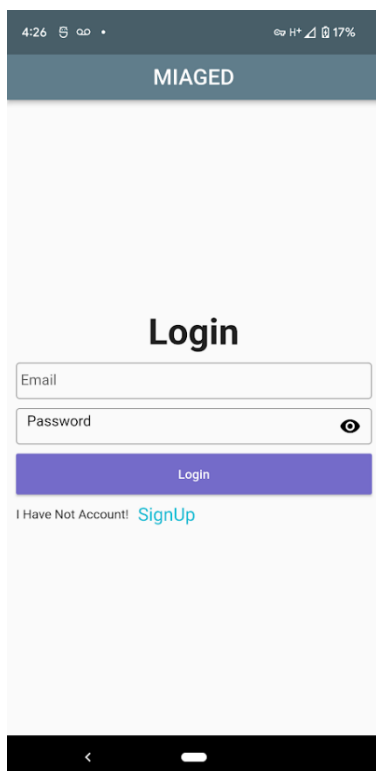 4:26 H+ 17%
MIAGED
Login
Email
Password
Login
I Have Not Account! SignUp